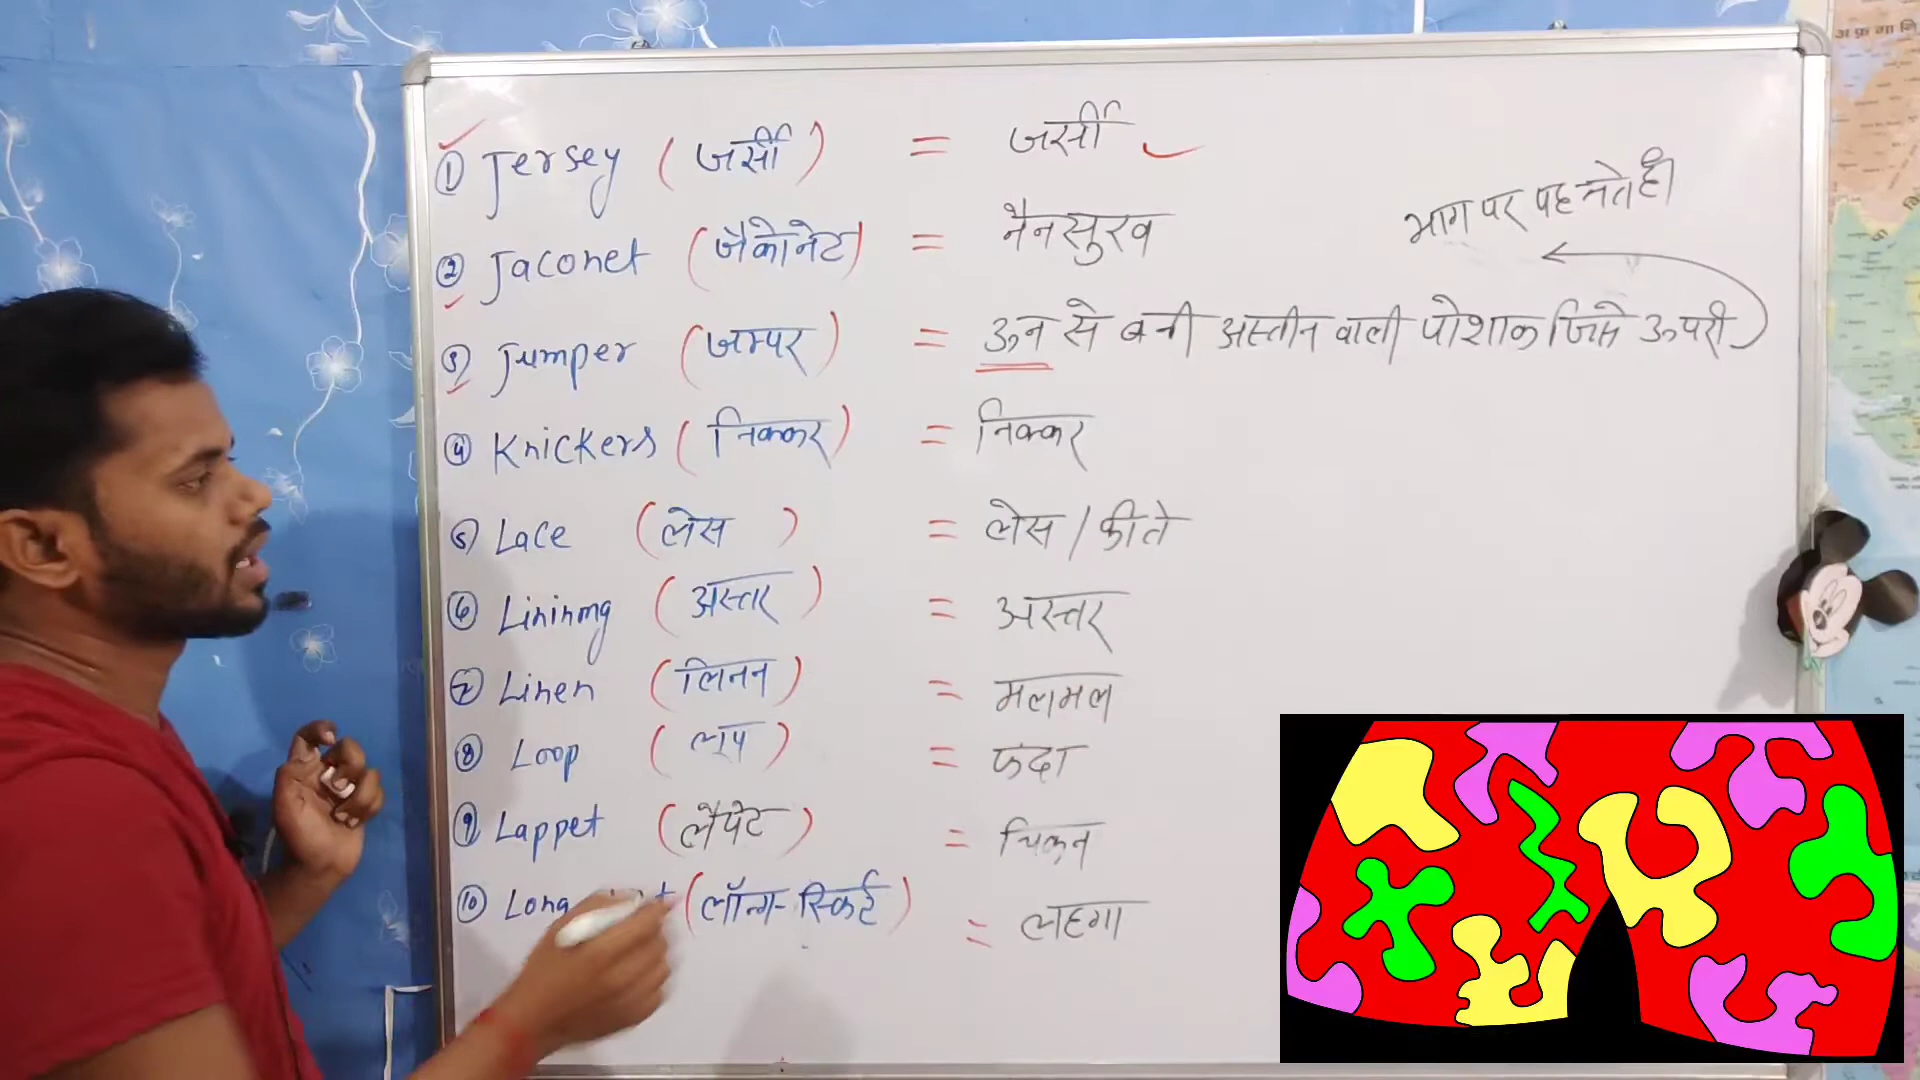 ① Jersey (जर्सी) = जर्सी
② Jaconet (जैकोनेट) = नैनसुख
③ Jumper (जम्पर) = ऊन से बनी अस्तीन वाली पोशाक जिसे ऊपरी
भाग पर पहनते है।
④ Knickers (निक्कर) = निक्कर
⑤ Lace (लेस) = लेस / फीते
⑥ Lininmg (अस्तर) = अस्तर
⑦ Linen (लिनन) = मलमल
⑧ Loop (लूप) = फंदा
⑨ Lappet (लैपेट) = चिकन
⑩ Long (लॉन्ग-स्किर्ट) = लहगा